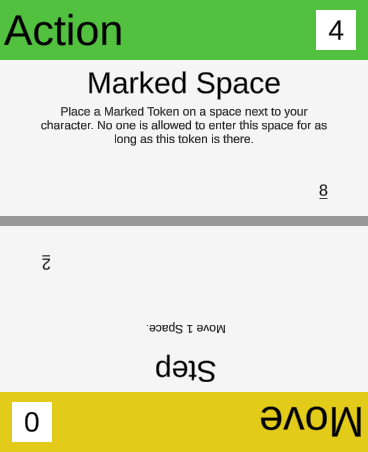 Action
4
Marked Space
Place a Marked Token on a space next to your
character. No one is allowed to enter this space for as
long as this token is there.
8
Move
0
Step
Move 1 Space.
2